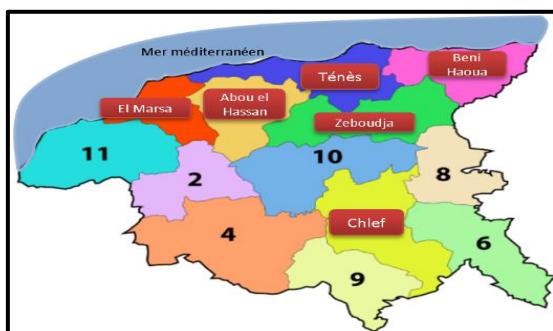 Mer méditerranéen
Beni
Haoua
Ténès
El Marsa
Abou el
Hassan
Zeboudja
11
2
10
8
4
Chlef
6
9